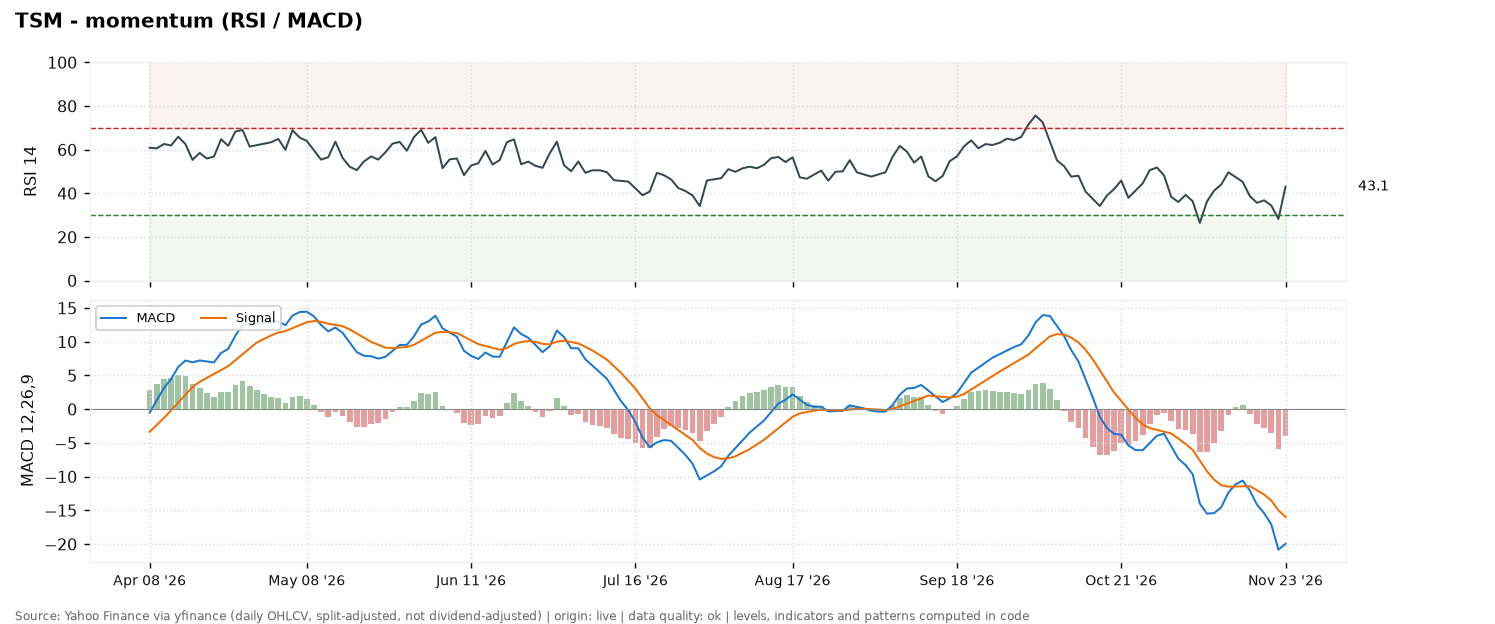 TSM - momentum (RSI / MACD)
100
80
60
40
20
0
RSI 14
43.1
MACD
Signal
15
10
5
0
−5
−10
−15
−20
MACD 12,26,9
Apr 08 '26
May 08 '26
Jun 11 '26
Jul 16 '26
Aug 17 '26
Sep 18 '26
Oct 21 '26
Nov 23 '26
Source: Yahoo Finance via yfinance (daily OHLCV, split-adjusted, not dividend-adjusted) | origin: live | data quality: ok | levels, indicators and patterns computed in code